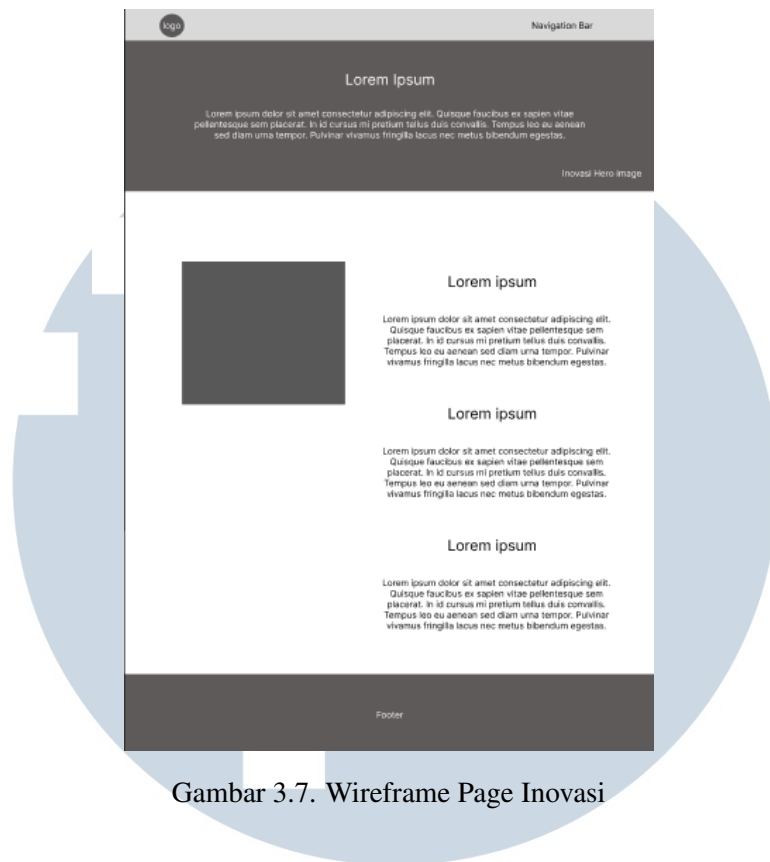 logo
Navigation Bar
Lorem Ipsum
Lorem ipsum dolor sit amet consectetur adipiscing elit. Quisque faucibus ex sapien vitae
pellentesque sem placerat. In id cursus mi pretium tellus duis convallis. Tempus leo eu aenean
sed diam urna tempor. Pulvinar vivamus fringilla lacus nec metus bibendum egestas.
Inovasi Hero Image
Lorem ipsum
Lorem ipsum dolor sit amet consectetur adipiscing elit.
Quisque faucibus ex sapien vitae pellentesque sem
placerat. In id cursus mi pretium tellus duis convallis.
Tempus leo eu aenean sed diam urna tempor. Pulvinar
vivamus fringilla lacus nec metus bibendum egestas.
Lorem ipsum
Lorem ipsum dolor sit amet consectetur adipiscing elit.
Quisque faucibus ex sapien vitae pellentesque sem
placerat. In id cursus mi pretium tellus duis convallis.
Tempus leo eu aenean sed diam urna tempor. Pulvinar
vivamus fringilla lacus nec metus bibendum egestas.
Lorem ipsum
Lorem ipsum dolor sit amet consectetur adipiscing elit.
Quisque faucibus ex sapien vitae pellentesque sem
placerat. In id cursus mi pretium tellus duis convallis.
Tempus leo eu aenean sed diam urna tempor. Pulvinar
vivamus fringilla lacus nec metus bibendum egestas.
Footer
Gambar 3.7. Wireframe Page Inovasi